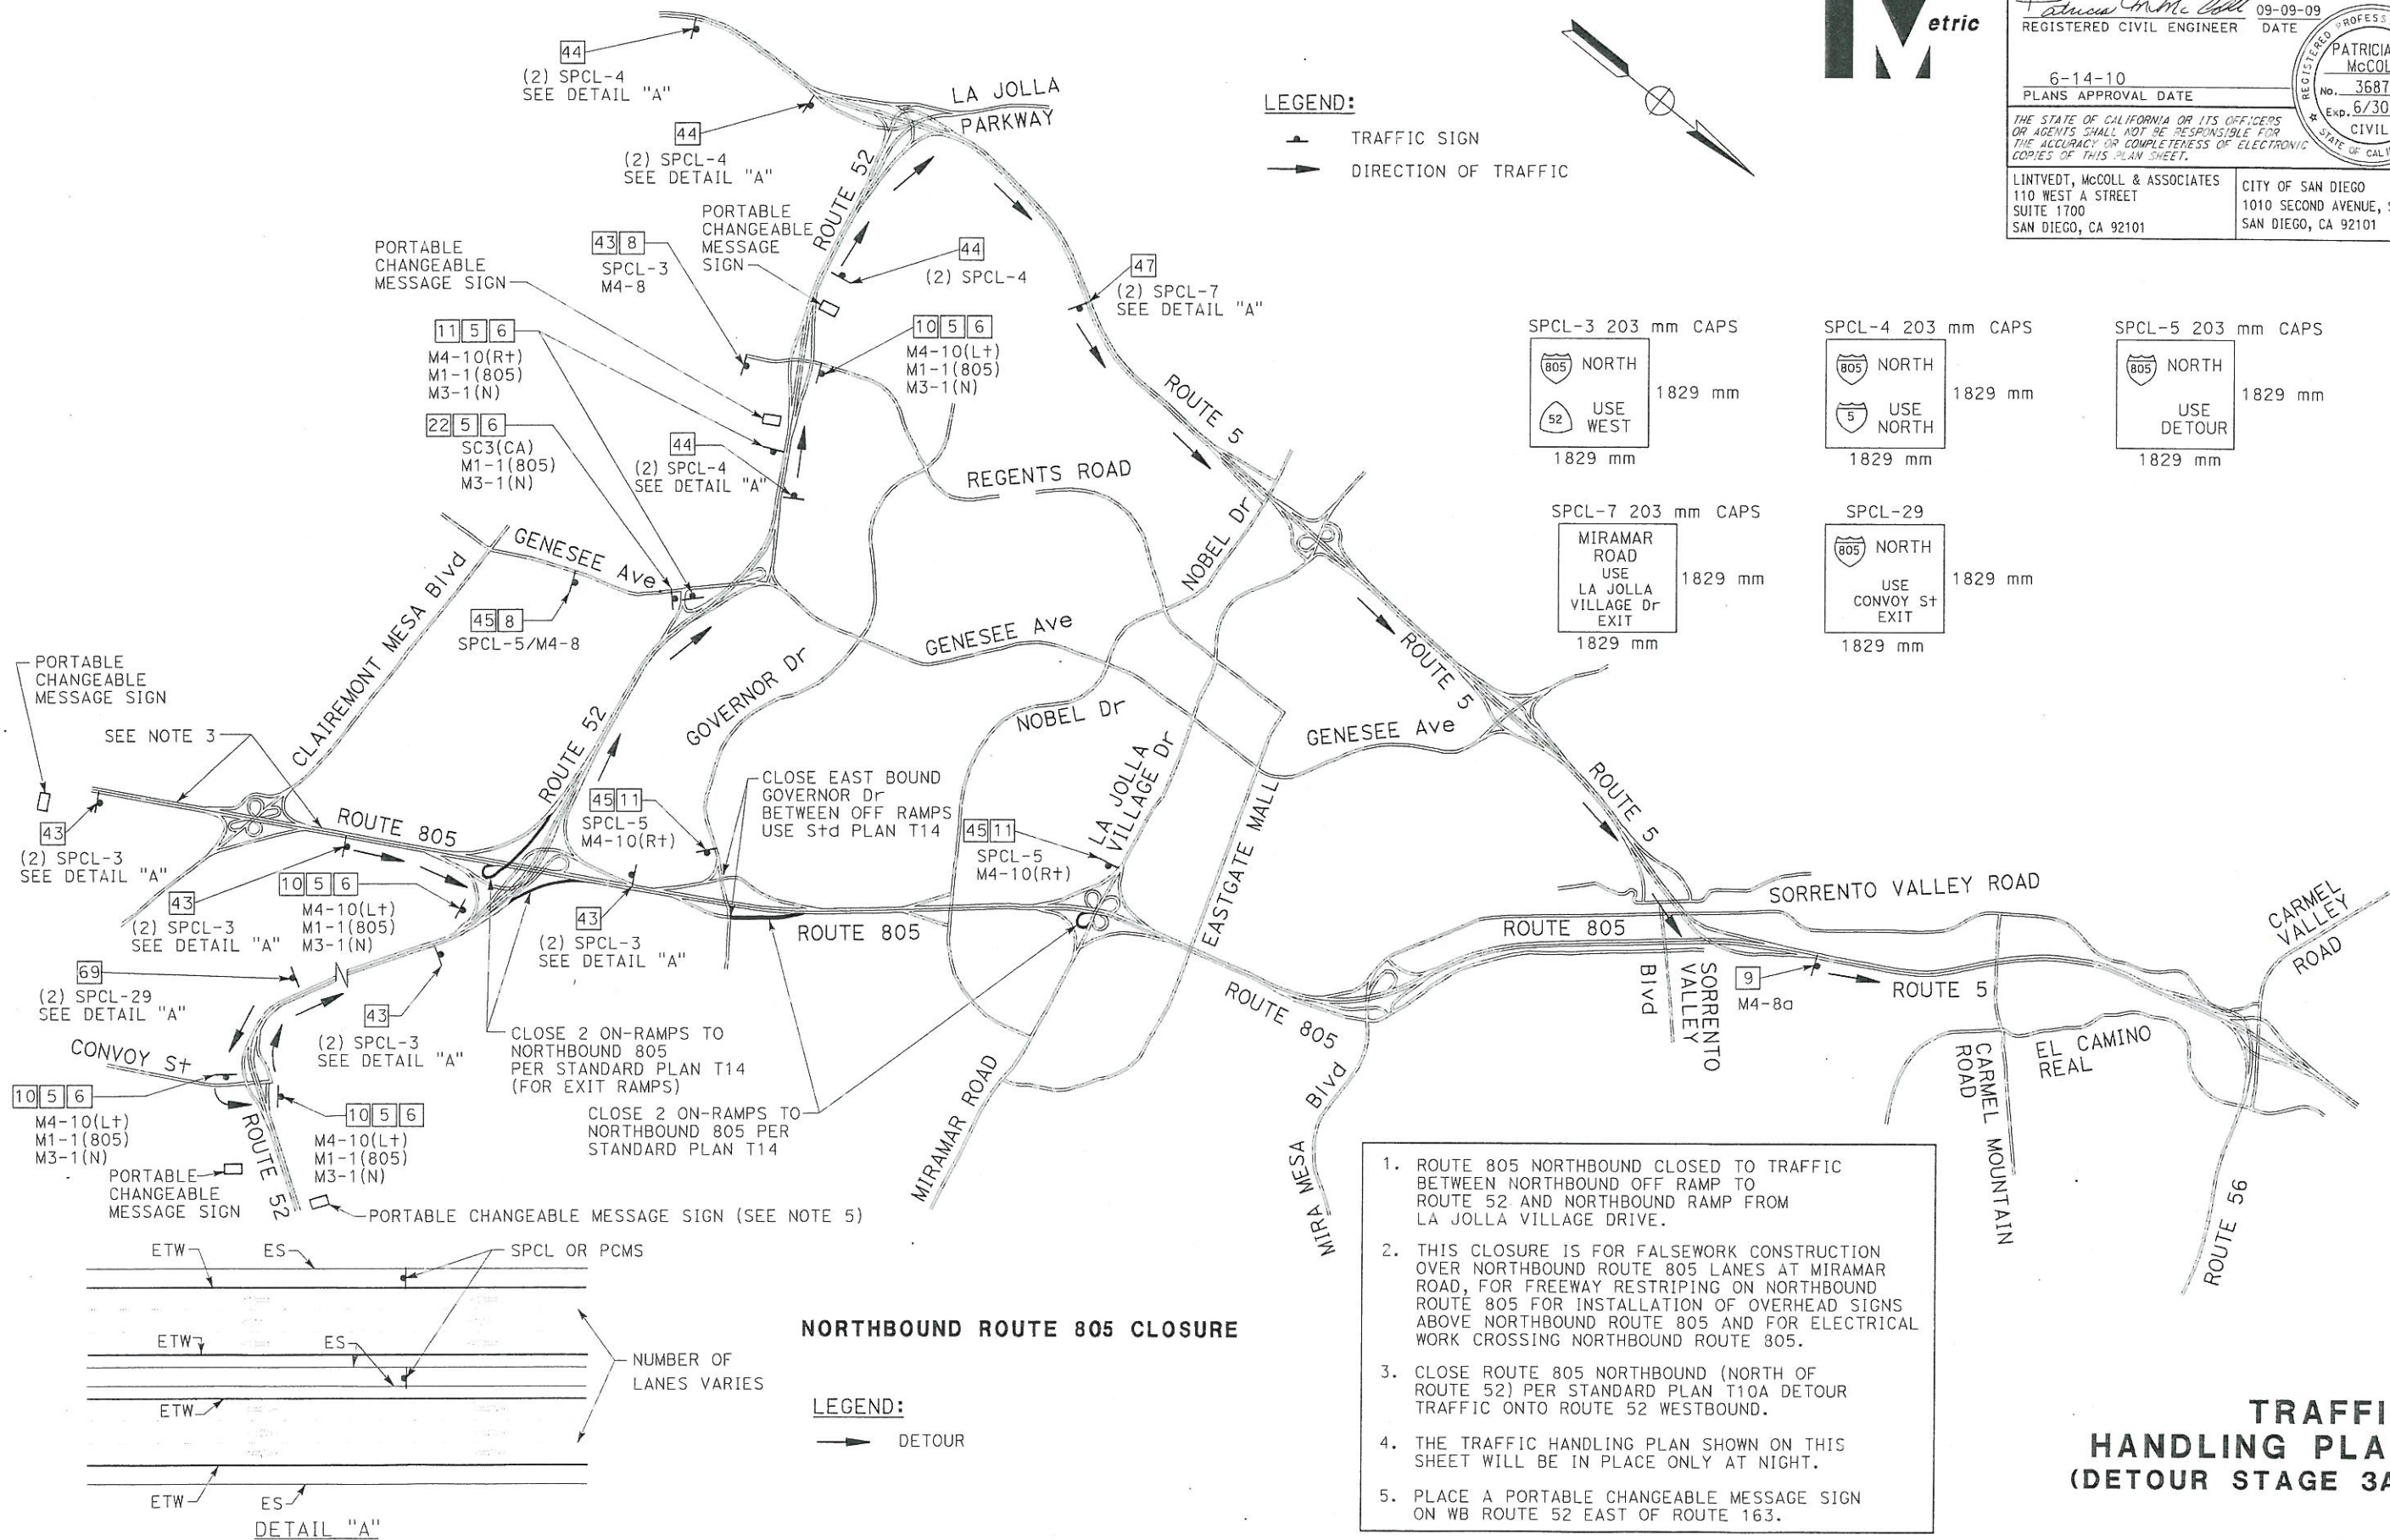 etric
09-09-09
REGISTERED CIVIL ENGINEER DATE
6-14-10
PLANS APPROVAL DATE
THE STATE OF CALIFORNIA OR ITS OFFICERS
OR AGENTS SHALL NOT BE RESPONSIBLE FOR
THE ACCURACY OR COMPLETENESS OF ELECTRONIC
COPIES OF THIS PLAN SHEET.
PATRICIA
McCOL
No. 3687
Exp. 6/30
CIVIL
LINTVEDT, McCOLL & ASSOCIATES
110 WEST A STREET
SUITE 1700
SAN DIEGO, CA 92101
CITY OF SAN DIEGO
1010 SECOND AVENUE,
SAN DIEGO, CA 92101
LEGEND:
TRAFFIC SIGN
DIRECTION OF TRAFFIC
44
(2) SPCL-4
SEE DETAIL "A"
44
(2) SPCL-4
SEE DETAIL "A"
LA JOLLA
PARKWAY
ROUTE 52
PORTABLE
CHANGEABLE
MESSAGE
SIGN
PORTABLE
CHANGEABLE
MESSAGE SIGN
43 8
SPCL-3
M4-8
44
(2) SPCL-4
47
(2) SPCL-7
SEE DETAIL "A"
11 5 6
M4-10(Rt)
M1-1(805)
M3-1(N)
10 5 6
M4-10(Lt)
M1-1(805)
M3-1(N)
22 5 6
SC3(CA)
M1-1(805)
M3-1(N)
44
(2) SPCL-4
SEE DETAIL "A"
ROUTE 5
REGENTS ROAD
NOBEL Dr
GENESEE Ave
CLAIREMONT MESA Blvd
45 8
SPCL-5/M4-8
GENESEE Ave
GOVERNOR Dr
ROUTE 5
SPCL-3 203 mm CAPS
805 NORTH
52 USE
WEST
1829 mm
1829 mm
SPCL-4 203 mm CAPS
805 NORTH
5 USE
NORTH
1829 mm
1829 mm
SPCL-5 203 mm CAPS
805 NORTH
USE
DETOUR
1829 mm
1829 mm
SPCL-7 203 mm CAPS
MIRAMAR
ROAD
USE
LA JOLLA
VILLAGE Dr
EXIT
1829 mm
1829 mm
SPCL-29
805 NORTH
USE
CONVOY St
EXIT
1829 mm
1829 mm
PORTABLE
CHANGEABLE
MESSAGE SIGN
SEE NOTE 3
43
(2) SPCL-3
SEE DETAIL "A"
ROUTE 805
ROUTE 52
NOBEL Dr
GENESEE Ave
LA JOLLA
VILLAGE Dr
EASTGATE MALL
ROUTE 5
CLOSE EAST BOUND
GOVERNOR Dr
BETWEEN OFF RAMPS
USE Std PLAN T14
45 11
SPCL-5
M4-10(Rt)
45 11
SPCL-5
M4-10(Rt)
43
(2) SPCL-3
SEE DETAIL "A"
10 5 6
M4-10(Lt)
M1-1(805)
M3-1(N)
43
(2) SPCL-3
SEE DETAIL "A"
ROUTE 805
SORRENTO VALLEY ROAD
ROUTE 805
CARMEL
VALLEY
ROAD
69
(2) SPCL-29
SEE DETAIL "A"
43
(2) SPCL-3
SEE DETAIL "A"
ROUTE 805
SORRENTO
VALLEY
Blvd
9
M4-8a
ROUTE 5
CLOSE 2 ON-RAMPS TO
NORTHBOUND 805
PER STANDARD PLAN T14
(FOR EXIT RAMPS)
CONVOY St
EL CAMINO
REAL
CARMEL MOUNTAIN
ROAD
10 5 6
M4-10(Lt)
M1-1(805)
M3-1(N)
10 5 6
M4-10(Lt)
M1-1(805)
M3-1(N)
CLOSE 2 ON-RAMPS TO
NORTHBOUND 805 PER
STANDARD PLAN T14
MIRAMAR ROAD
MIRA MESA Blvd
ROUTE 56
ROUTE 52
PORTABLE
CHANGEABLE
MESSAGE SIGN
PORTABLE CHANGEABLE MESSAGE SIGN (SEE NOTE 5)
ETW
ES
SPCL OR PCMS
ETW
ES
NUMBER OF
LANES VARIES
ETW
ETW
ES
DETAIL "A"
NORTHBOUND ROUTE 805 CLOSURE
LEGEND:
DETOUR
1. ROUTE 805 NORTHBOUND CLOSED TO TRAFFIC
BETWEEN NORTHBOUND OFF RAMP TO
ROUTE 52 AND NORTHBOUND RAMP FROM
LA JOLLA VILLAGE DRIVE.
2. THIS CLOSURE IS FOR FALSEWORK CONSTRUCTION
OVER NORTHBOUND ROUTE 805 LANES AT MIRAMAR
ROAD, FOR FREEWAY RESTRIPING ON NORTHBOUND
ROUTE 805 FOR INSTALLATION OF OVERHEAD SIGNS
ABOVE NORTHBOUND ROUTE 805 AND FOR ELECTRICAL
WORK CROSSING NORTHBOUND ROUTE 805.
3. CLOSE ROUTE 805 NORTHBOUND (NORTH OF
ROUTE 52) PER STANDARD PLAN T10A DETOUR
TRAFFIC ONTO ROUTE 52 WESTBOUND.
4. THE TRAFFIC HANDLING PLAN SHOWN ON THIS
SHEET WILL BE IN PLACE ONLY AT NIGHT.
5. PLACE A PORTABLE CHANGEABLE MESSAGE SIGN
ON WB ROUTE 52 EAST OF ROUTE 163.
TRAFFI
HANDLING PLA
(DETOUR STAGE 3A